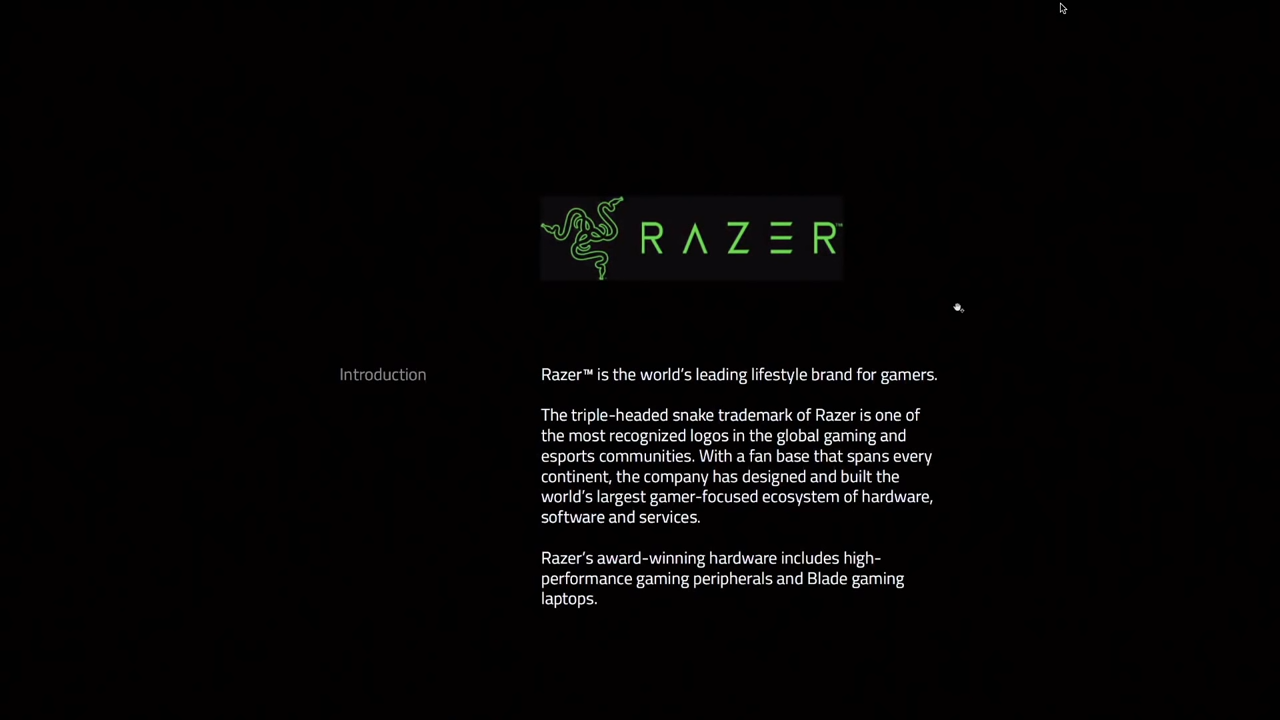 RAZER™
Introduction
Razer™ is the world's leading lifestyle brand for gamers.
The triple-headed snake trademark of Razer is one of
the most recognized logos in the global gaming and
esports communities. With a fan base that spans every
continent, the company has designed and built the
world's largest gamer-focused ecosystem of hardware,
software and services.
Razer's award-winning hardware includes high-
performance gaming peripherals and Blade gaming
laptops.